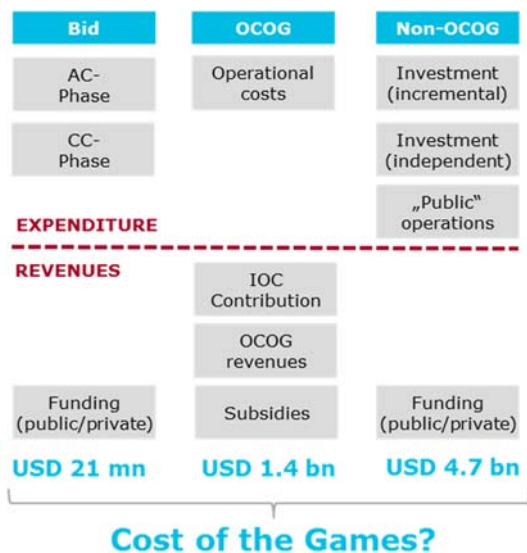 Bid
OCOG
Non-OCOG
AC-
Phase
Operational
costs
Investment
(incremental)
CC-
Phase
Investment
(independent)
„Public“
operations
EXPENDITURE
REVENUES
IOC
Contribution
OCOG
revenues
Funding
(public/private)
Subsidies
Funding
(public/private)
USD 21 mn
USD 1.4 bn
USD 4.7 bn
Cost of the Games?